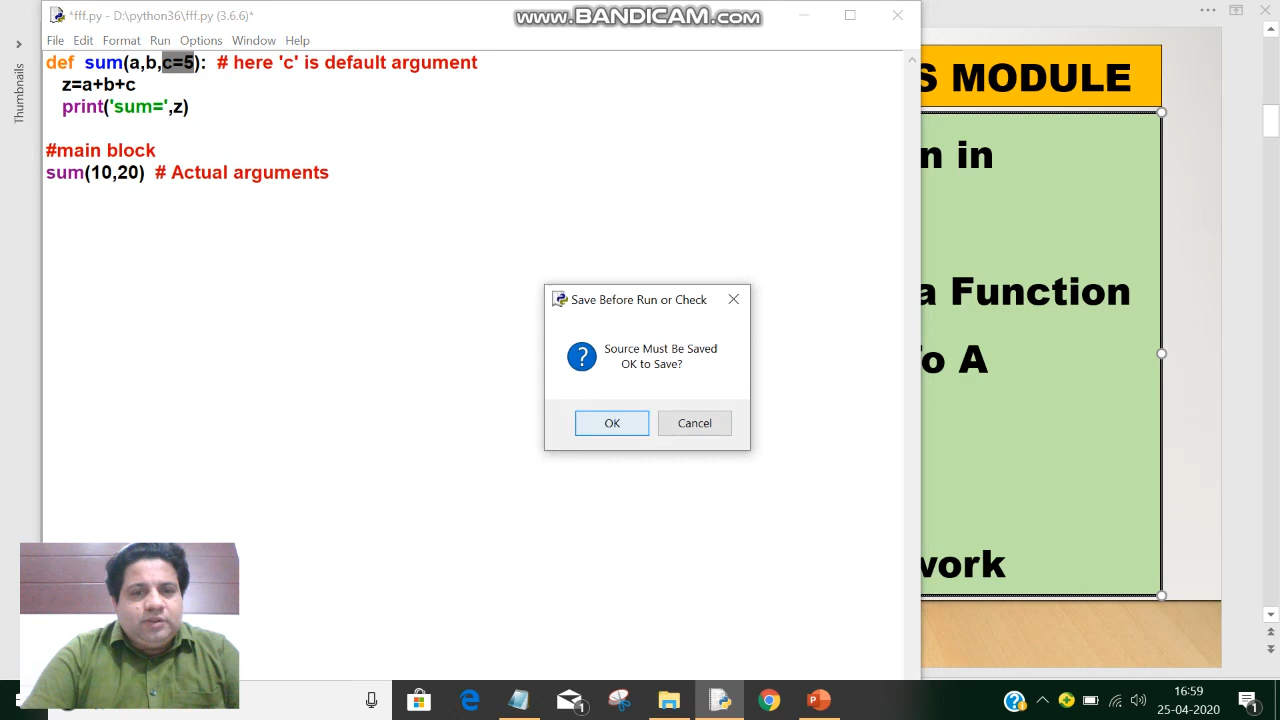 *fff.py - D:\python36\fff.py (3.6.6)*
www.BANDICAM.com
File Edit Format Run Options Window Help
def sum(a,b,c=5): # here 'c' is default argument
z=a+b+c
print('sum=',z)
#main block
sum(10,20) # Actual arguments
Thumbnails
S MODULE
n in
a Function
o A
work
Save Before Run or Check
Source Must Be Saved
OK to Save?
OK
Cancel
1
16:59
25-04-2020
1